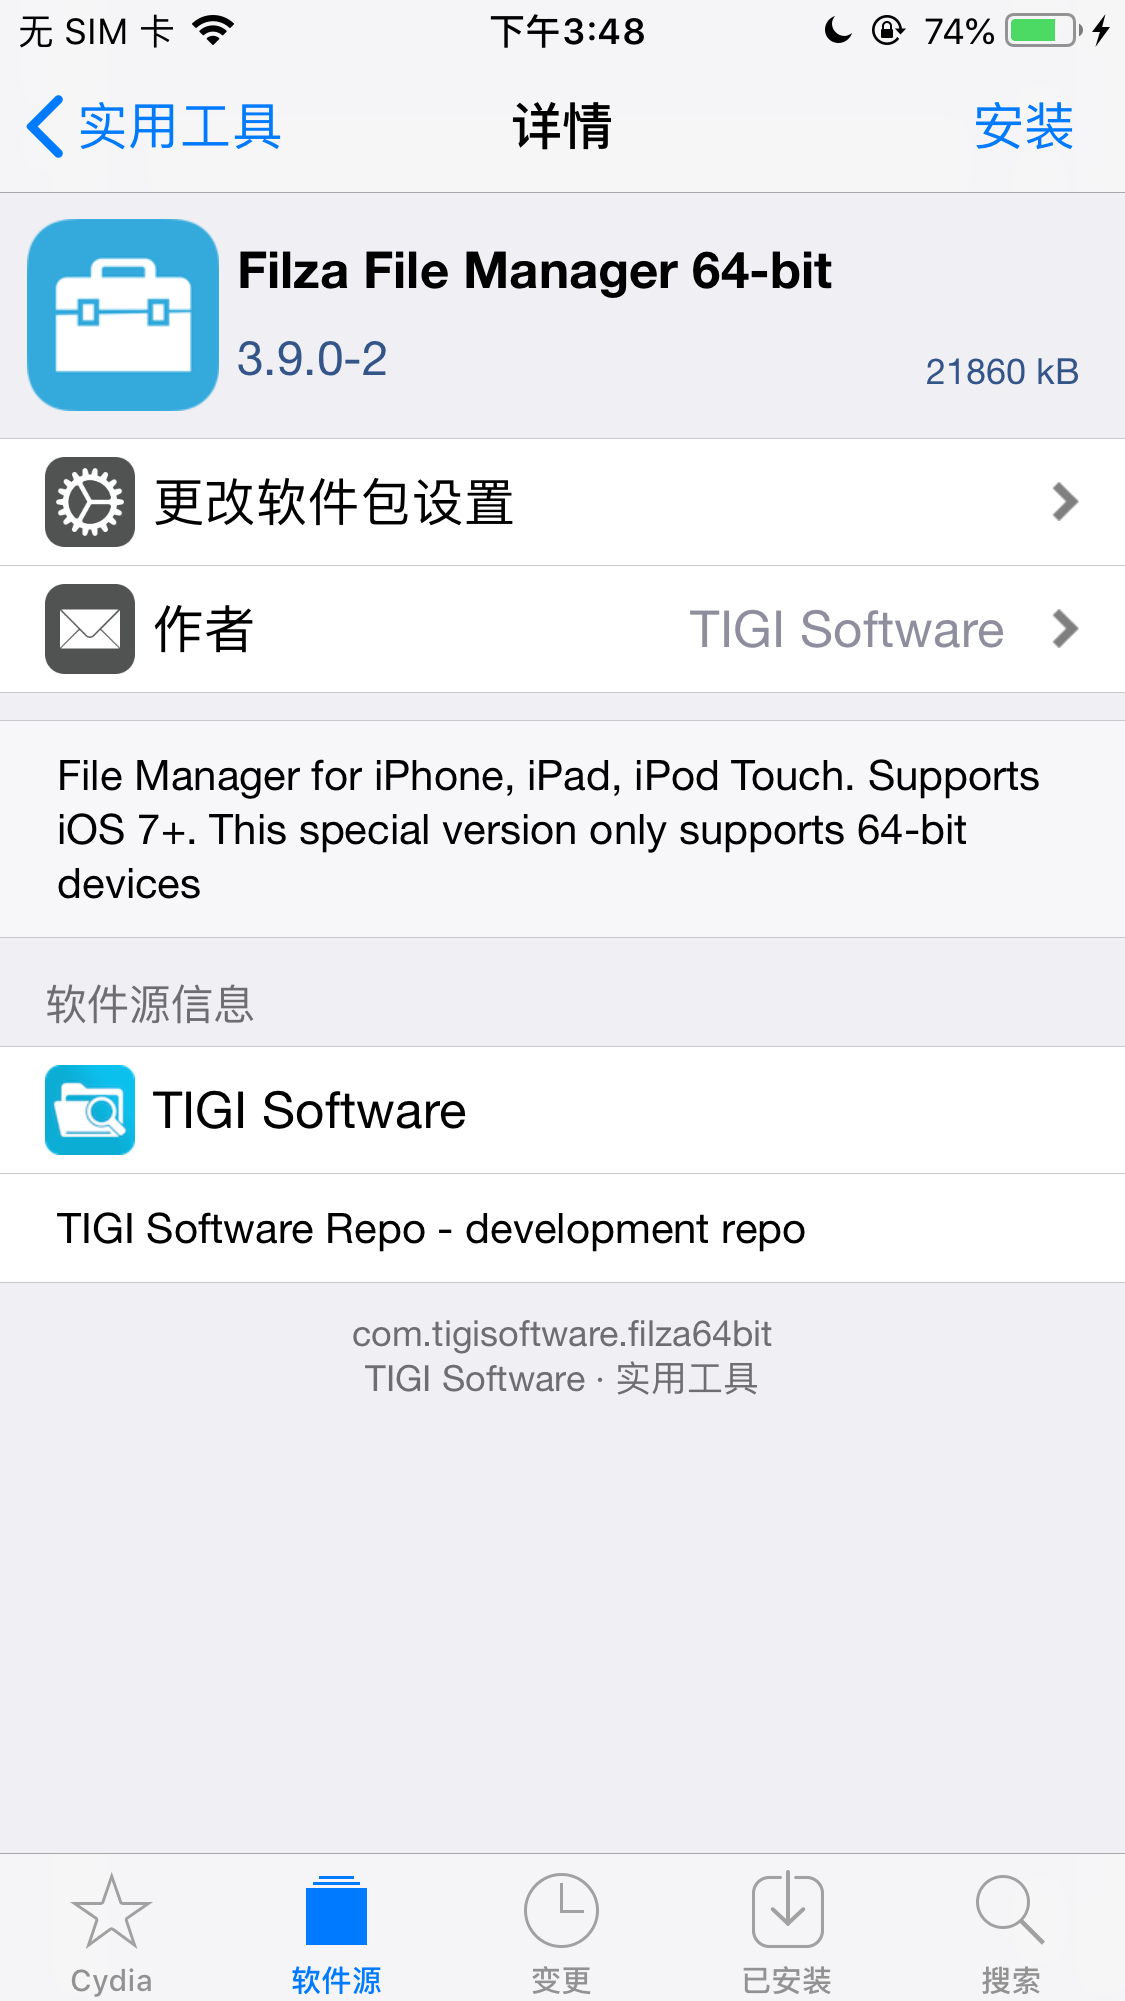 无 SIM 卡
下午3:48
74%
实用工具
详情
安装
Filza File Manager 64-bit
3.9.0-2
21860 kB
更改软件包设置
作者
TIGI Software
File Manager for iPhone, iPad, iPod Touch. Supports
iOS 7+. This special version only supports 64-bit
devices
软件源信息
TIGI Software
TIGI Software Repo - development repo
com.tigisoftware.filza64bit
TIGI Software · 实用工具
Cydia
软件源
变更
已安装
搜索